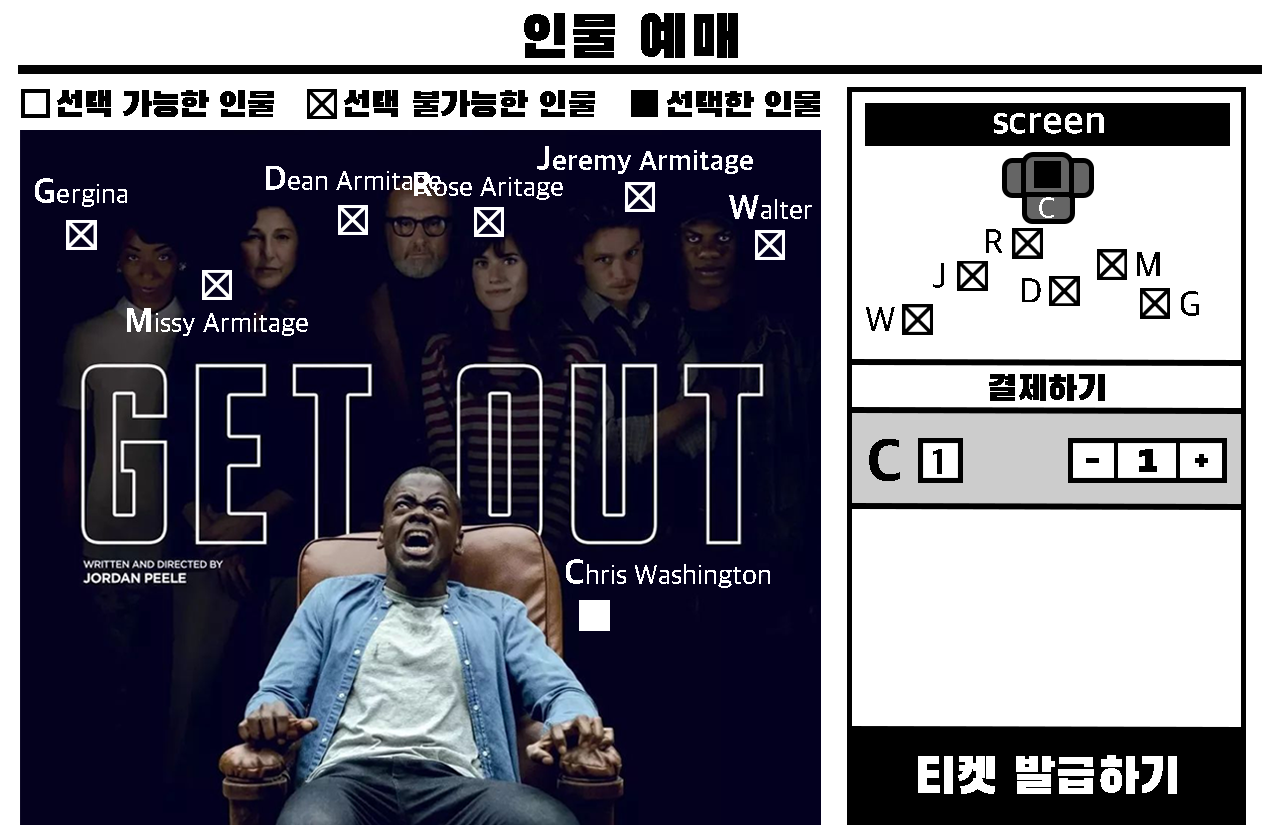 인물 예매
선택 가능한 인물 선택 불가능한 인물 선택한 인물
Gergina
Dean Armitage
Rose Aritage
Jeremy Armitage
Walter
Missy Armitage
GET OUT
WRITTEN AND DIRECTED BY
JORDAN PEELE
Chris Washington
screen
C
R
J
D
M
W
G
결제하기
C 1 - 1 +
티켓 발급하기